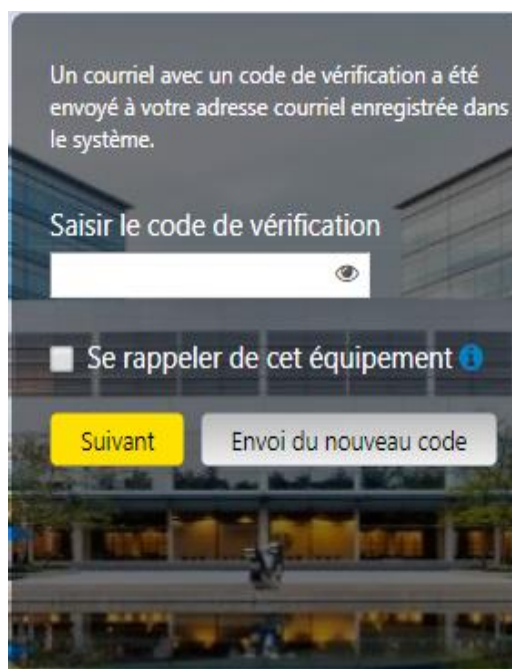 Un courriel avec un code de vérification a été
envoyé à votre adresse courriel enregistrée dans
le système.
Saisir le code de vérification
Se rappeler de cet équipement
Suivant
Envoi du nouveau code